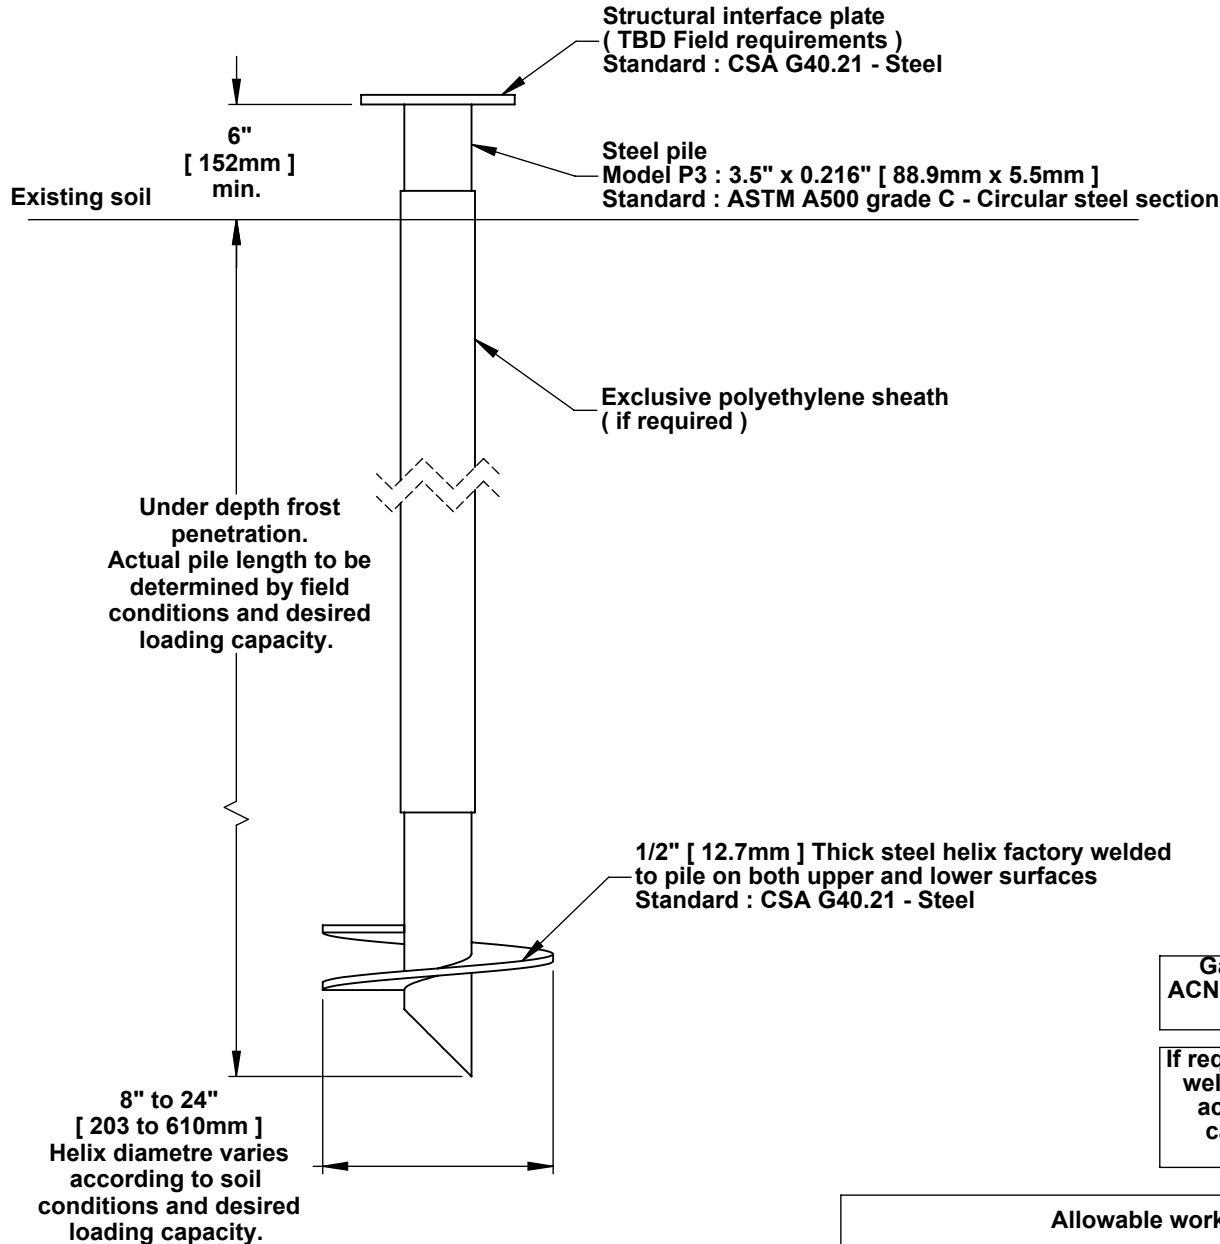 Structural interface plate
( TBD Field requirements )
Standard : CSA G40.21 - Steel
6"
[ 152mm ]
min.
Steel pile
Model P3 : 3.5" x 0.216" [ 88.9mm x 5.5mm ]
Standard : ASTM A500 grade C - Circular steel section
Existing soil
Exclusive polyethylene sheath
( if required )
Under depth frost
penetration.
Actual pile length to be
determined by field
conditions and desired
loading capacity.
1/2" [ 12.7mm ] Thick steel helix factory welded
to pile on both upper and lower surfaces
Standard : CSA G40.21 - Steel
ACN
If
8" to 24"
[ 203 to 610mm ]
Helix diametre varies
according to soil
conditions and desired
loading capacity.
Allowable